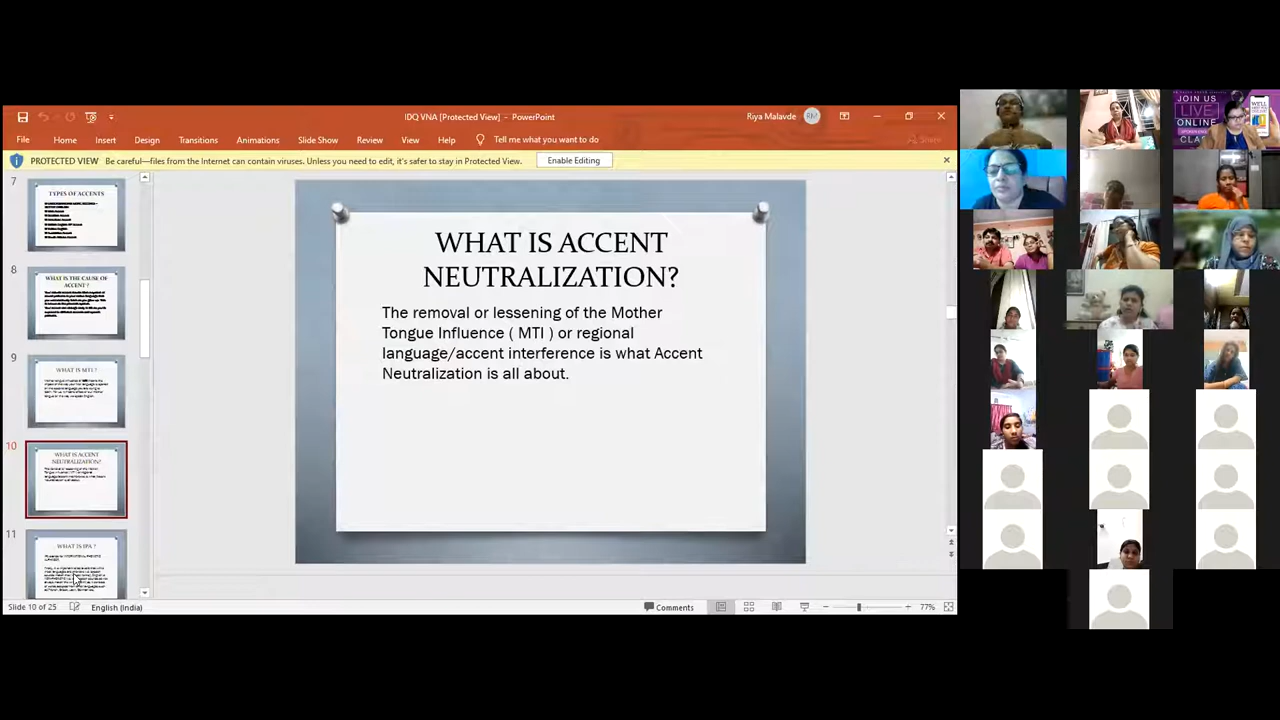 IDQ VNA [Protected View] - PowerPoint
Riya Malavde
RM
File Home Insert Design Transitions Animations Slide Show Review View Help Tell me what you want to do Share
PROTECTED VIEW Be careful—files from the Internet can contain viruses. Unless you need to edit, it's safer to stay in Protected View. Enable Editing
7
TYPES OF ACCENTS
8
WHAT IS THE CAUSE OF
ACCENT ?
9
WHAT IS MTI ?
10
WHAT IS ACCENT
NEUTRALIZATION?
11
WHAT IS IPA ?
WHAT IS ACCENT
NEUTRALIZATION?
The removal or lessening of the Mother
Tongue Influence ( MTI ) or regional
language/accent interference is what Accent
Neutralization is all about.
Slide 10 of 25 English (India) Comments 77%
JOIN US
LIVE
ONLINE
CLAS